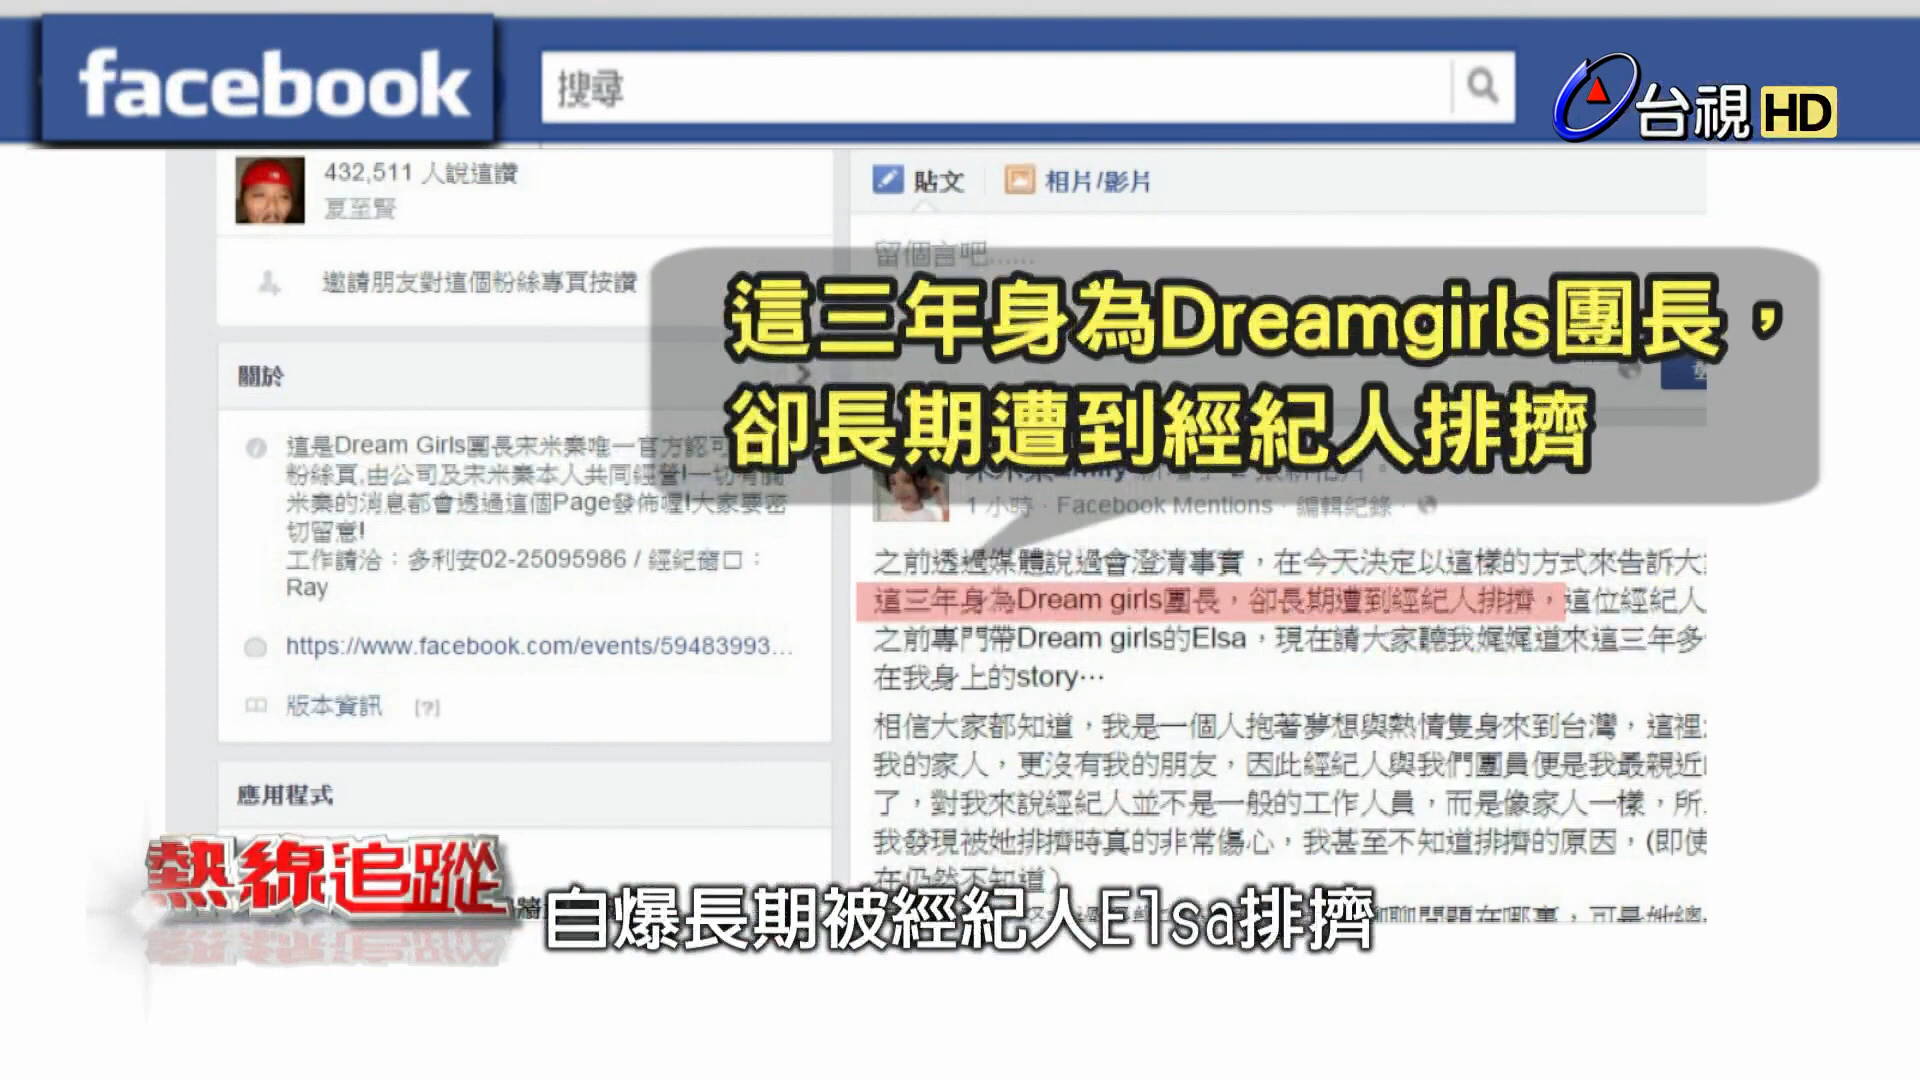 facebook
搜尋
台視HD
432,511 人說這讚
夏至賢
邀請朋友對這個粉絲專頁按讚
關於
這是Dream Girls團長宋米秦唯一官方認可
粉絲頁,由公司及宋米秦本人共同經營!一切有關
米秦的消息都會透過這個Page發佈喔!大家要密
切留意!
工作請洽：多利安02-25095986 / 經紀窗口：
Ray
https://www.facebook.com/events/59483993...
版本資訊 [?]
應用程式
貼文
相片/影片
留個言吧......
這三年身為Dreamgirls團長，
卻長期遭到經紀人排擠
1 小時 · Facebook Mentions · 編輯紀錄 ·
之前透過媒體說過會澄清事實，在今天決定以這樣的方式來告訴大
這三年身為Dream girls團長，卻長期遭到經紀人排擠，這位經紀人
之前專門帶Dream girls的Elsa，現在請大家聽我娓娓道來這三年多
在我身上的story…
相信大家都知道，我是一個人抱著夢想與熱情隻身來到台灣，這裡
我的家人，更沒有我的朋友，因此經紀人與我們團員便是我最親近
了，對我來說經紀人並不是一般的工作人員，而是像家人一樣，所
我發現被她排擠時真的非常傷心，我甚至不知道排擠的原因，(即使
在仍然不知道)
聊聊問題在哪裏，可是她總
熱線追蹤
自爆長期被經紀人Elsa排擠